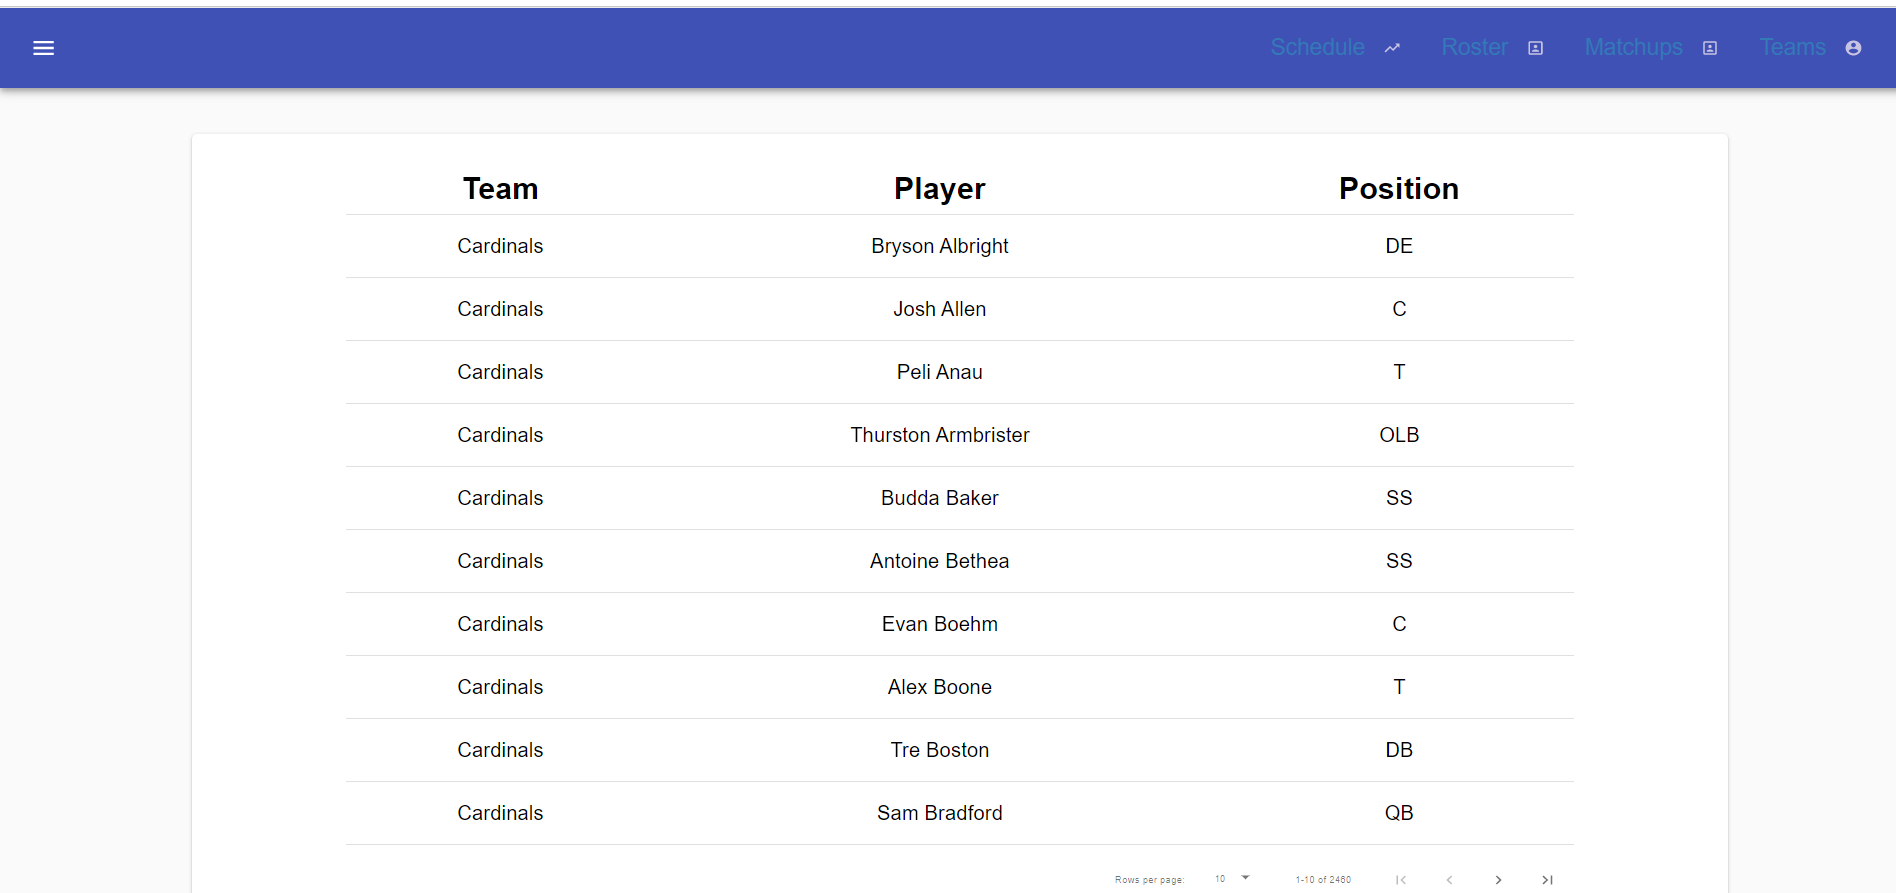 Schedule Roster Matchups Teams
Team Player Position
Cardinals Bryson Albright DE
Cardinals Josh Allen C
Cardinals Peli Anau T
Cardinals Thurston Armbrister OLB
Cardinals Budda Baker SS
Cardinals Antoine Bethea SS
Cardinals Evan Boehm C
Cardinals Alex Boone T
Cardinals Tre Boston DB
Cardinals Sam Bradford QB
Rows per page: 10 1-10 of 2460